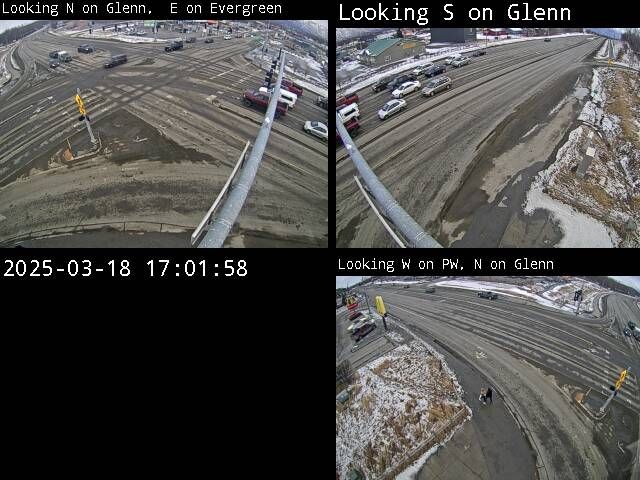 Looking N on Glenn,  E on Evergreen
Looking S on Glenn
2025-03-18 17:01:58
Looking W on PW, N on Glenn